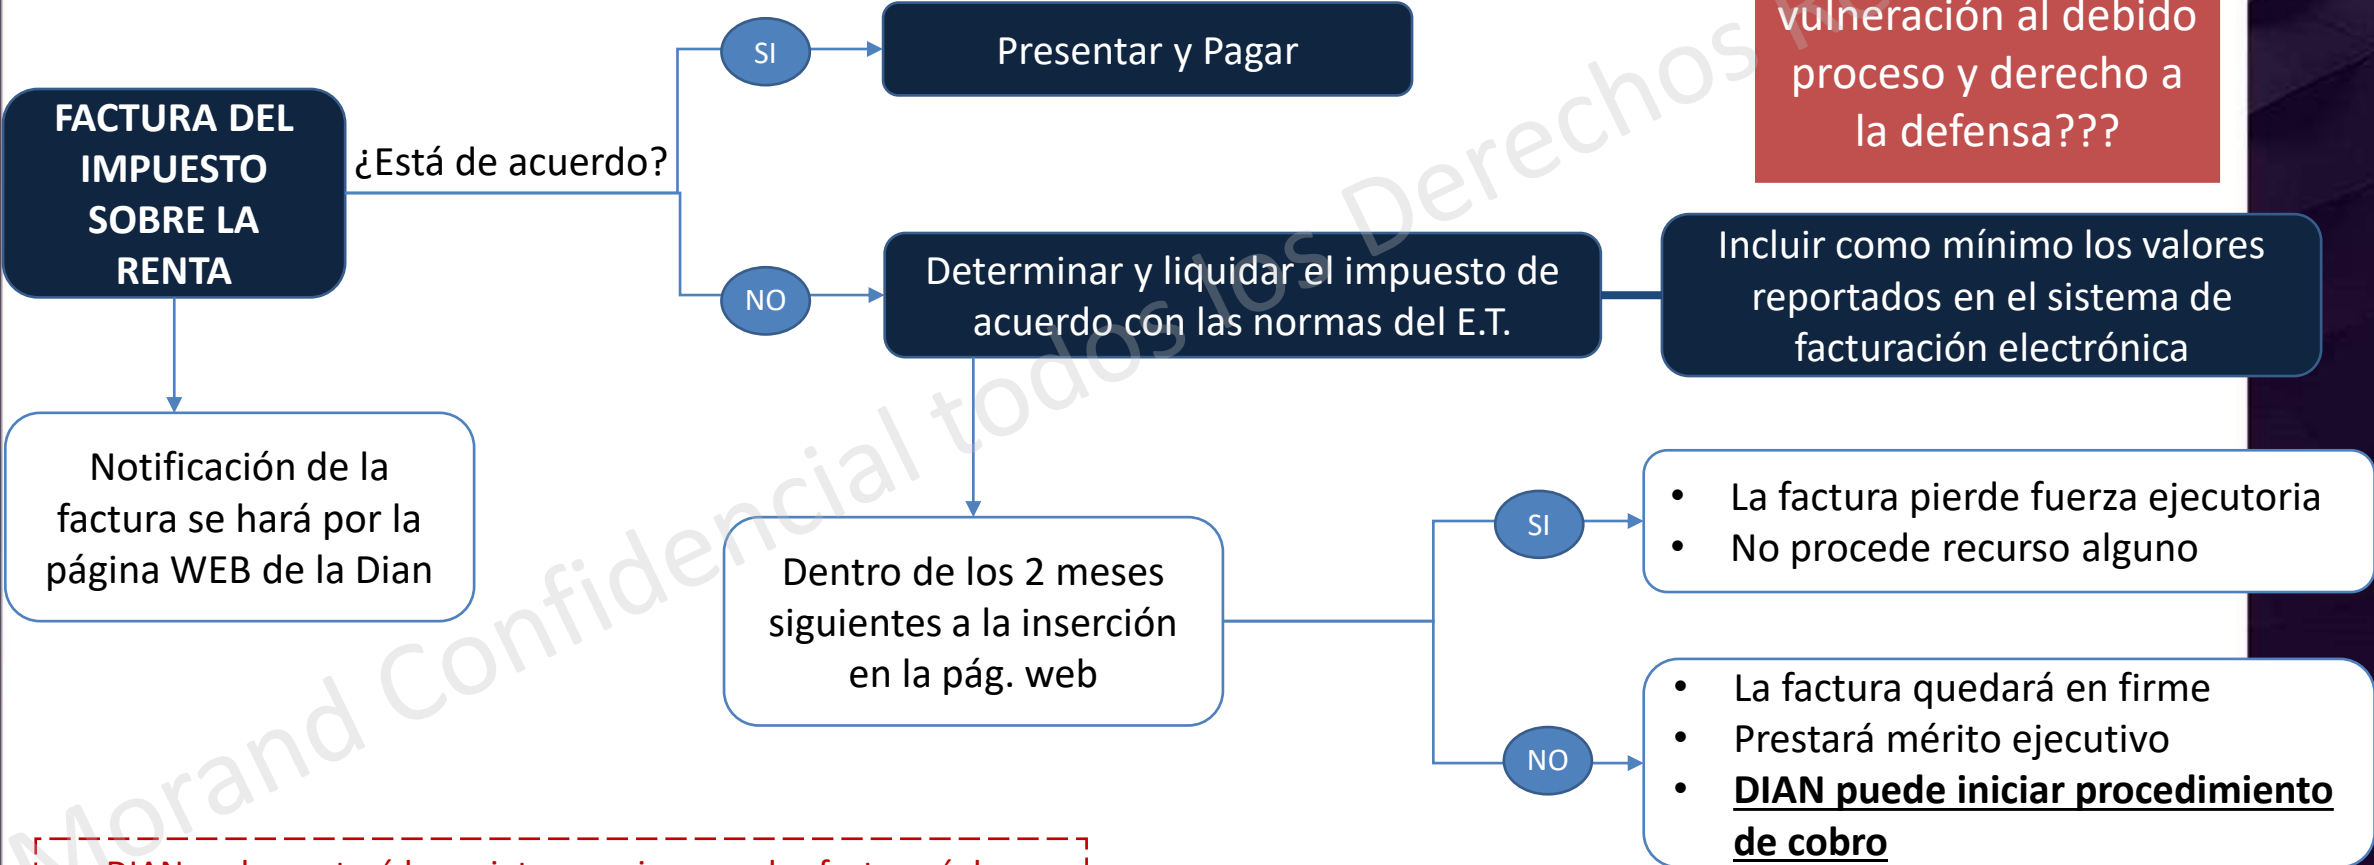 vulneración al debido
proceso y derecho a
la defensa???
SI
Presentar y Pagar
FACTURA DEL
IMPUESTO
SOBRE LA
RENTA
¿Está de acuerdo?
NO
Determinar y liquidar el impuesto de
acuerdo con las normas del E.T.
Incluir como mínimo los valores
reportados en el sistema de
facturación electrónica
Notificación de la
factura se hará por la
página WEB de la Dian
Dentro de los 2 meses
siguientes a la inserción
en la pág. web
SI
• La factura pierde fuerza ejecutoria
• No procede recurso alguno
NO
• La factura quedará en firme
• Prestará mérito ejecutivo
• DIAN puede iniciar procedimiento
de cobro
Morand Confidencial todos los Derechos